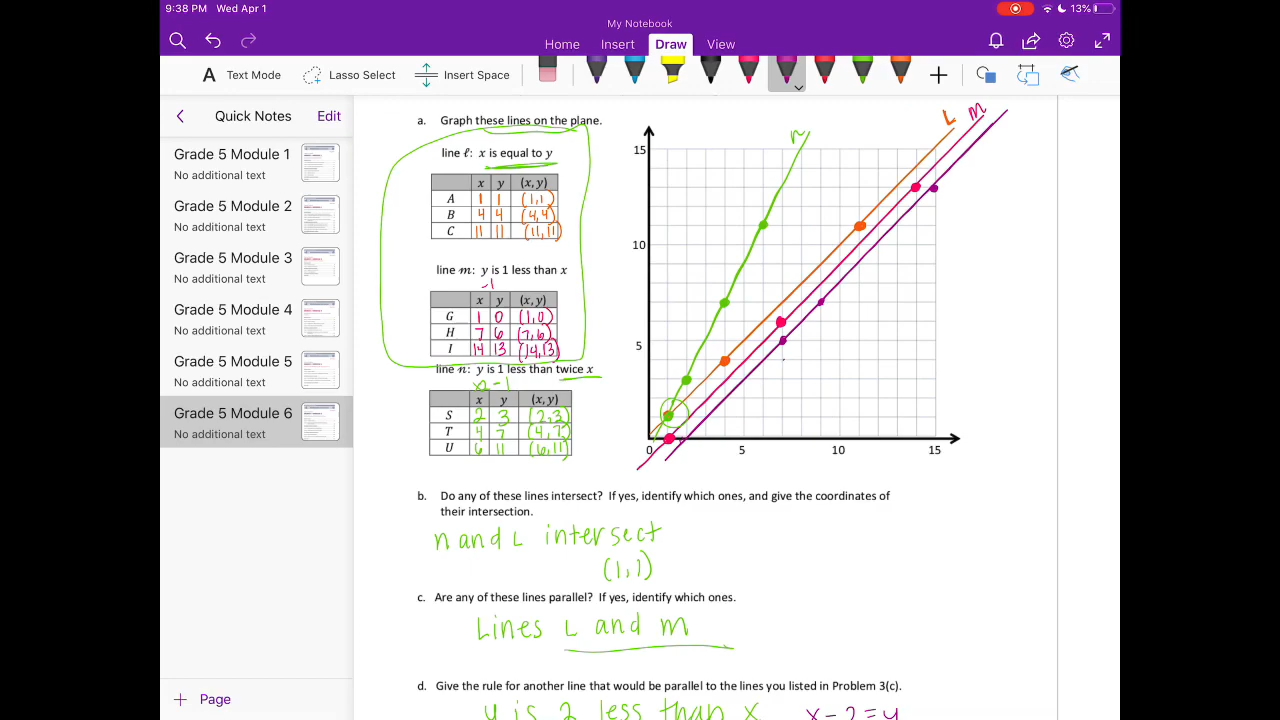 9:38 PM Wed Apr 1
13%
My Notebook
Home Insert Draw View
Text Mode
Lasso Select
Insert Space
Quick Notes
Edit
Grade 5 Module 1
No additional text
Grade 5 Module 2
No additional text
Grade 5 Module 3
No additional text
Grade 5 Module 4
No additional text
Grade 5 Module 5
No additional text
Grade 5 Module 6
No additional text
Page
a. Graph these lines on the plane.
line ℓ: x is equal to y
x y (x, y)
A (1,1)
B 4 (4,4)
C 11 11 (11,11)
is 1 less than x
-1
x y (x, y)
G 0 (1,0)
H 6 (7,6)
I 14 13 (14,13)
is 1 less than twice x
x y (x, y)
S 3 (2,3)
T 7 (4,7)
U 6 11 (6,11)
n
L
m
15
10
5
0 5 10 15
b. Do any of these lines intersect? If yes, identify which ones, and give the coordinates of
their intersection.
n and L intersect
(1,1)
c. Are any of these lines parallel? If yes, identify which ones.
Lines L and m
d. Give the rule for another line that would be parallel to the lines you listed in Problem 3(c).
y is 2 less than x x-2=y